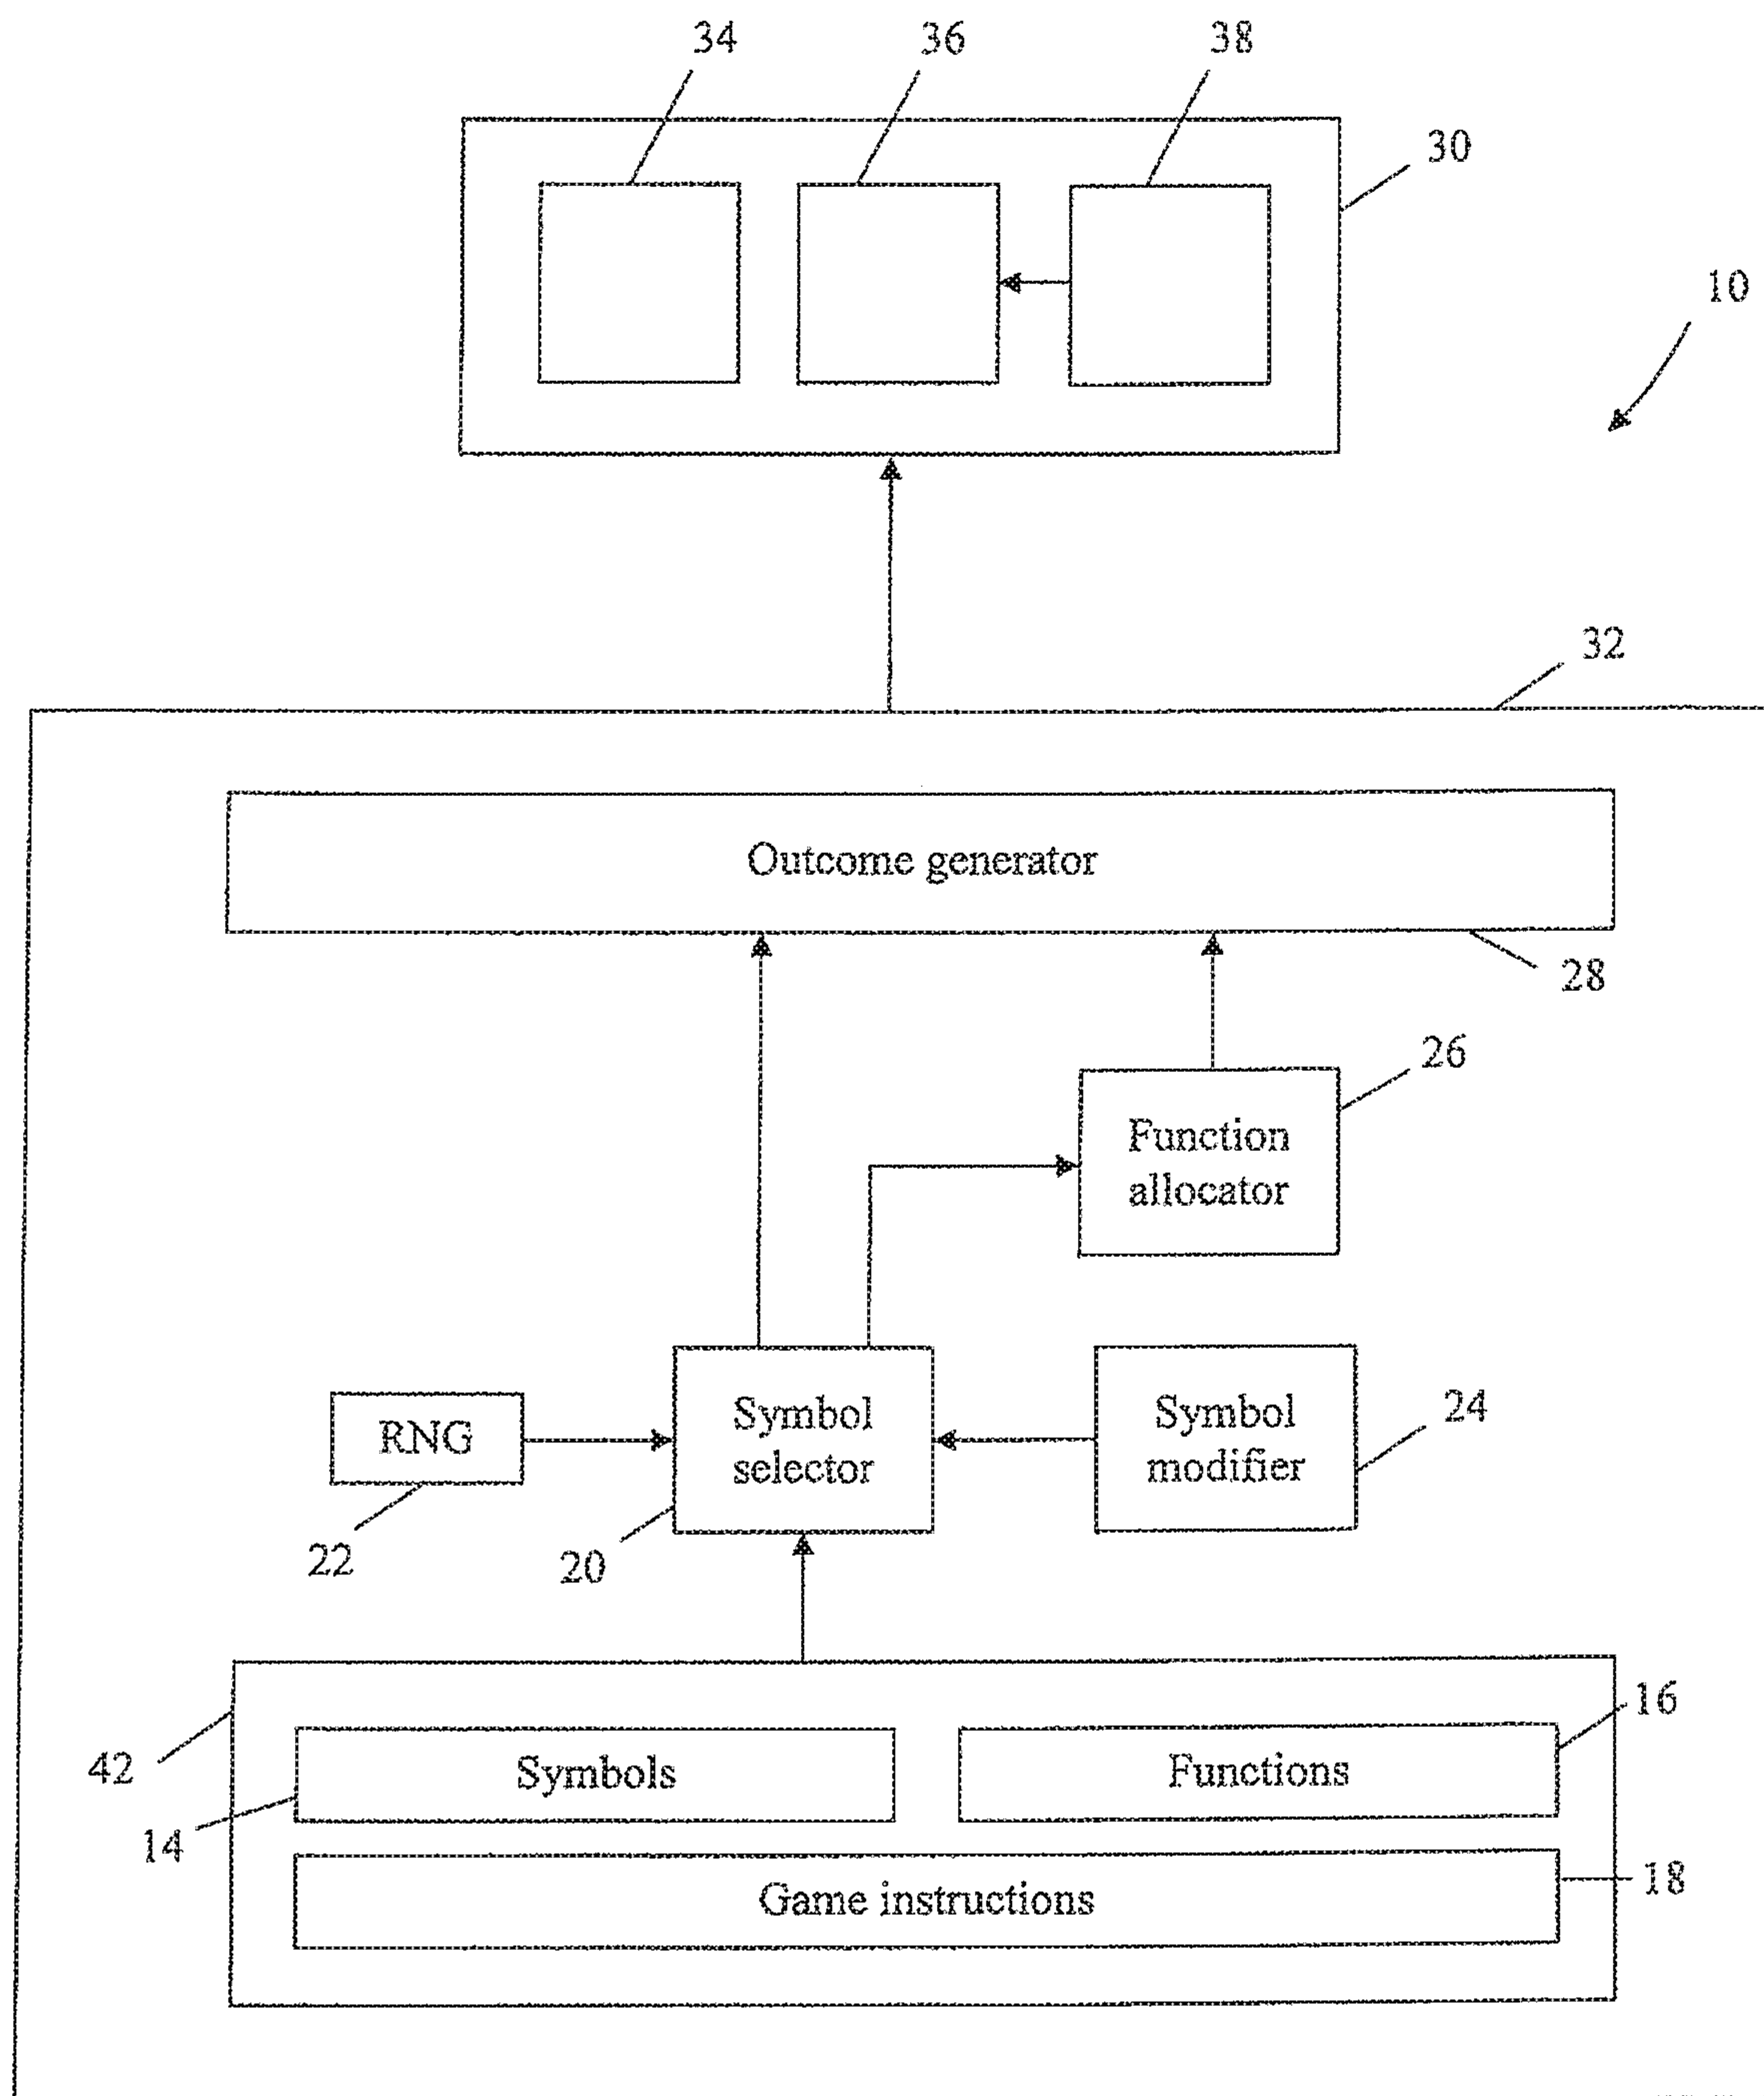 34
36
38
30
10
32
Outcome generator
28
26
Function
allocator
RNG
Symbol
selector
Symbol
modifier
24
22
20
16
42
Symbols
Functions
14
Game instructions
18